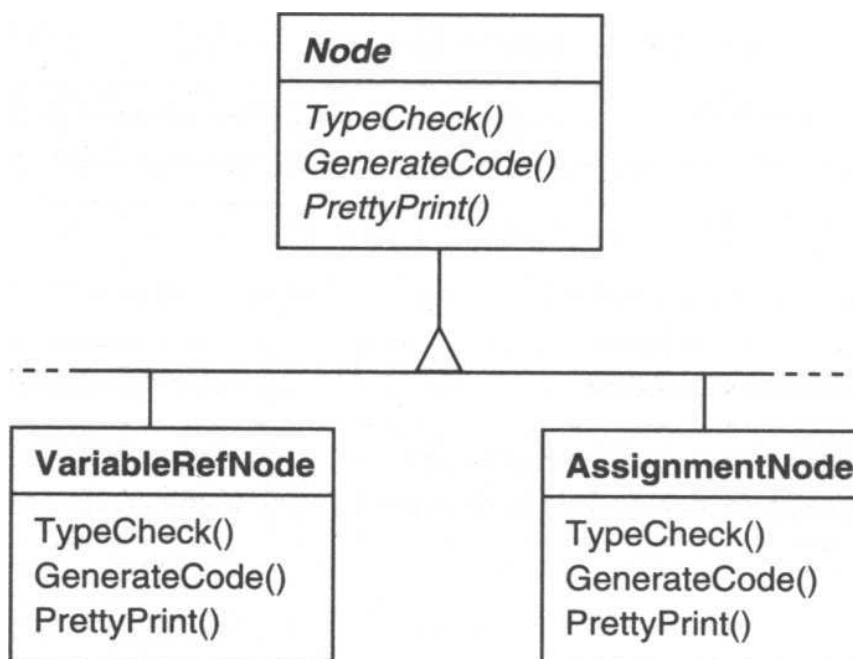 Node
TypeCheck()
GenerateCode()
PrettyPrint()
VariableRefNode
TypeCheck()
GenerateCode()
PrettyPrint()
AssignmentNode
TypeCheck()
GenerateCode()
PrettyPrint()